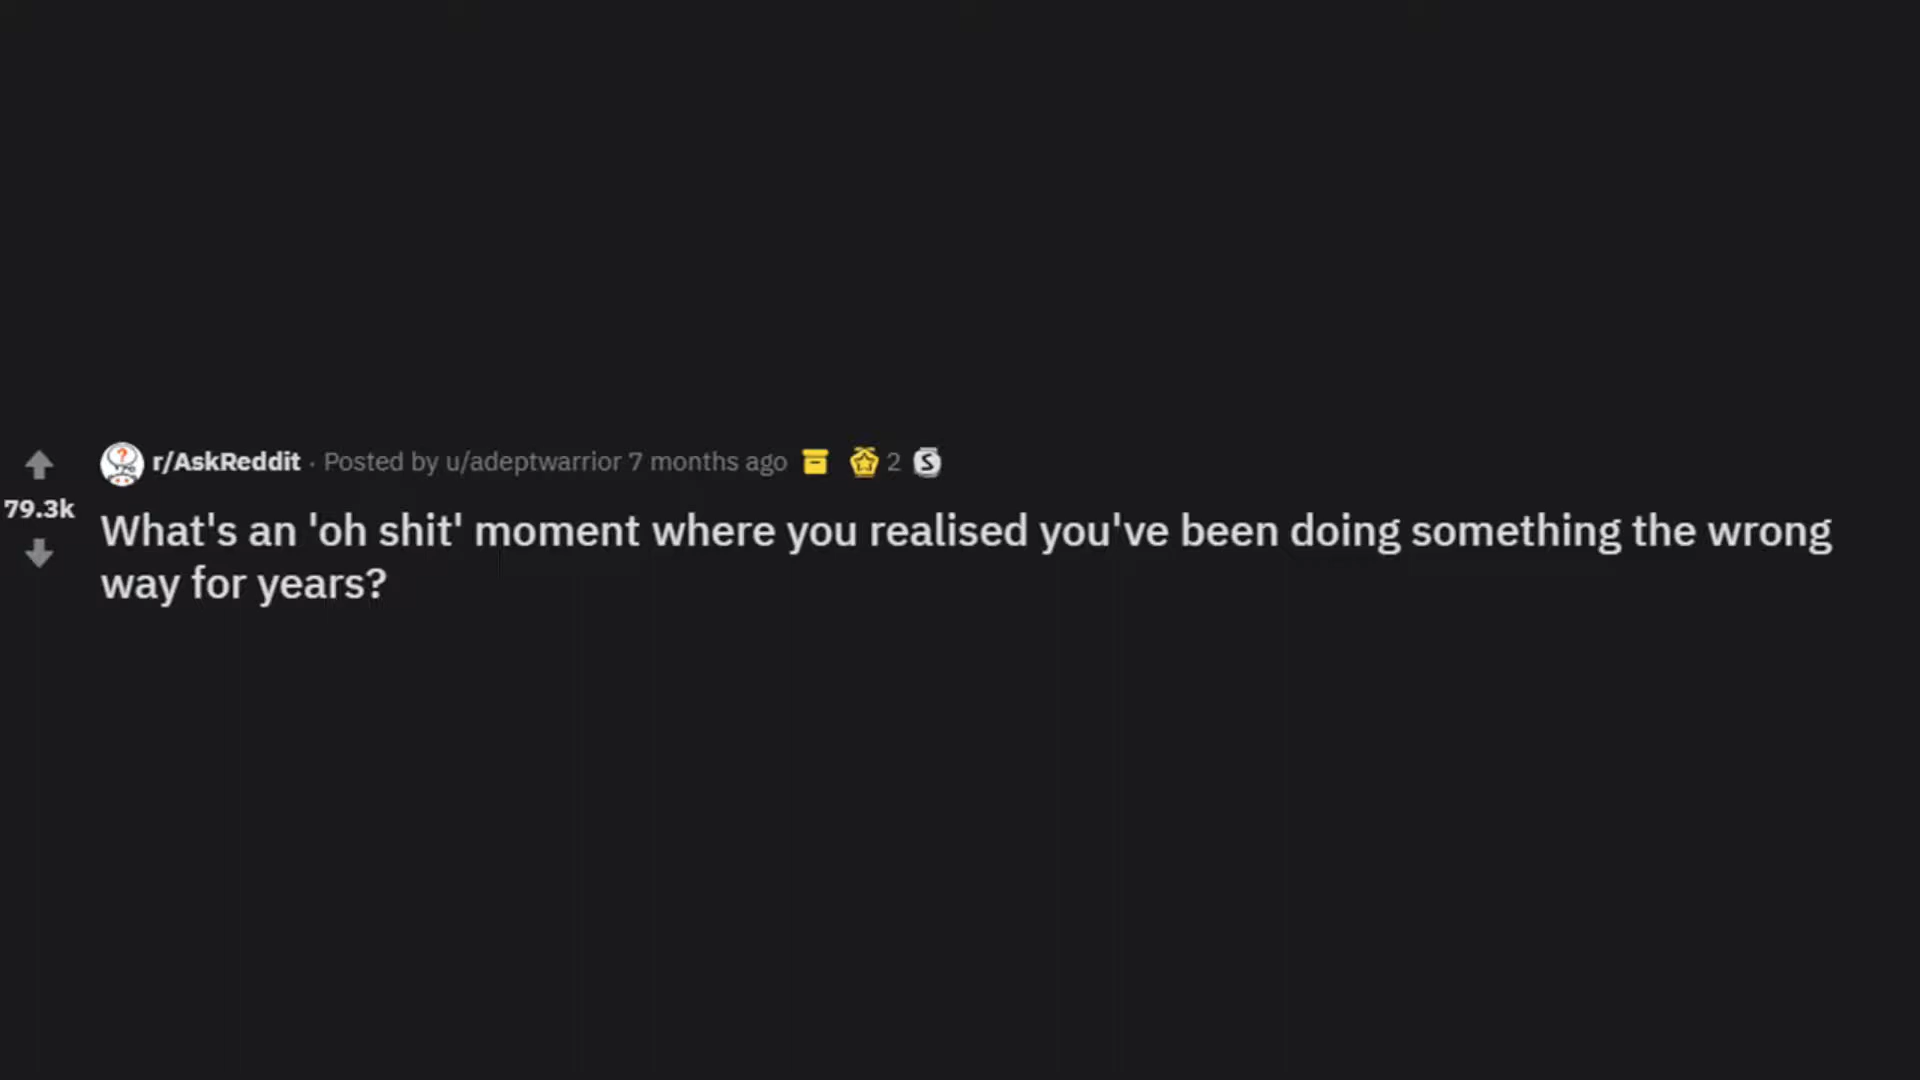 r/AskReddit · Posted by u/adeptwarrior 7 months ago 2 S
79.3k
What's an 'oh shit' moment where you realised you've been doing something the wrong
way for years?